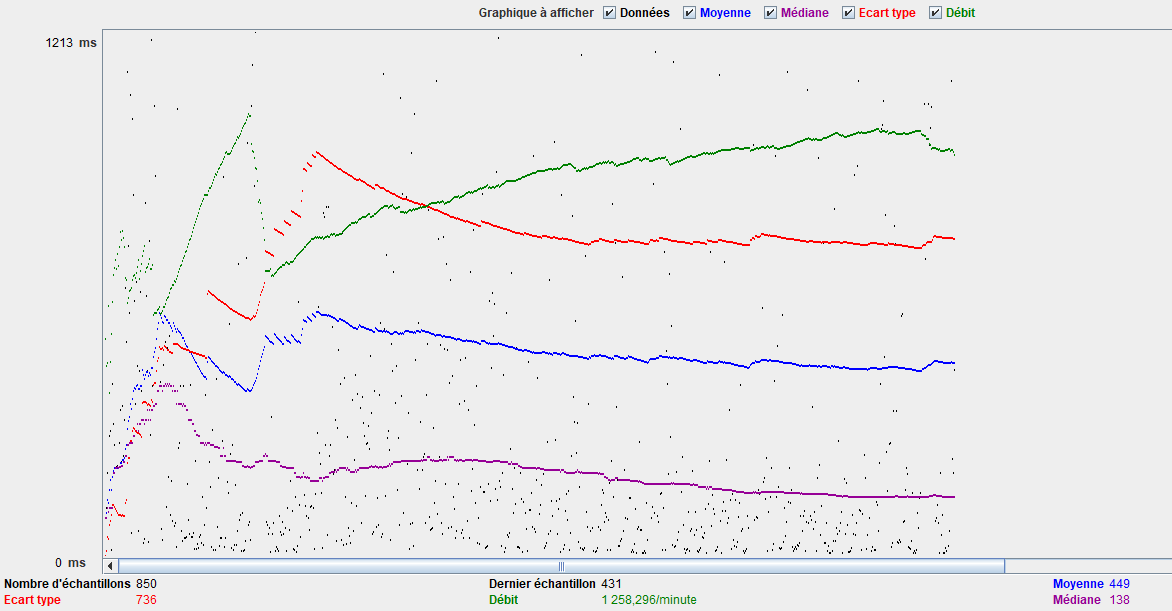 Graphique à afficher Données Moyenne Médiane Ecart type Débit
1213 ms
0 ms
Nombre d'échantillons 850 Dernier échantillon 431 Moyenne 449
Ecart type 736 Débit 1 258,296/minute Médiane 138